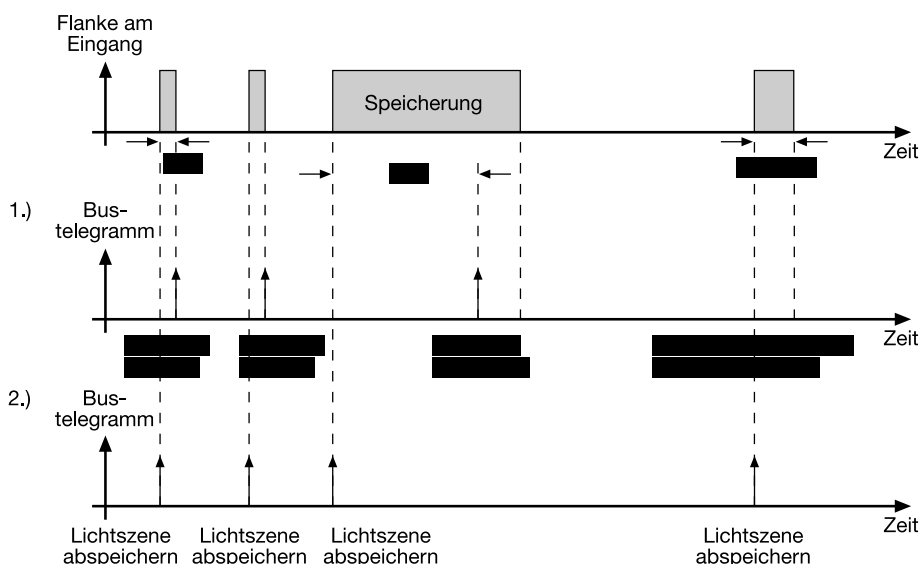 Flanke am
Eingang
Speicherung
Zeit
1.)
Bus-
telegramm
Zeit
2.)
Bus-
telegramm
Zeit
Lichtszene
abspeichern
Lichtszene
abspeichern
Lichtszene
abspeichern
Lichtszene
abspeichern